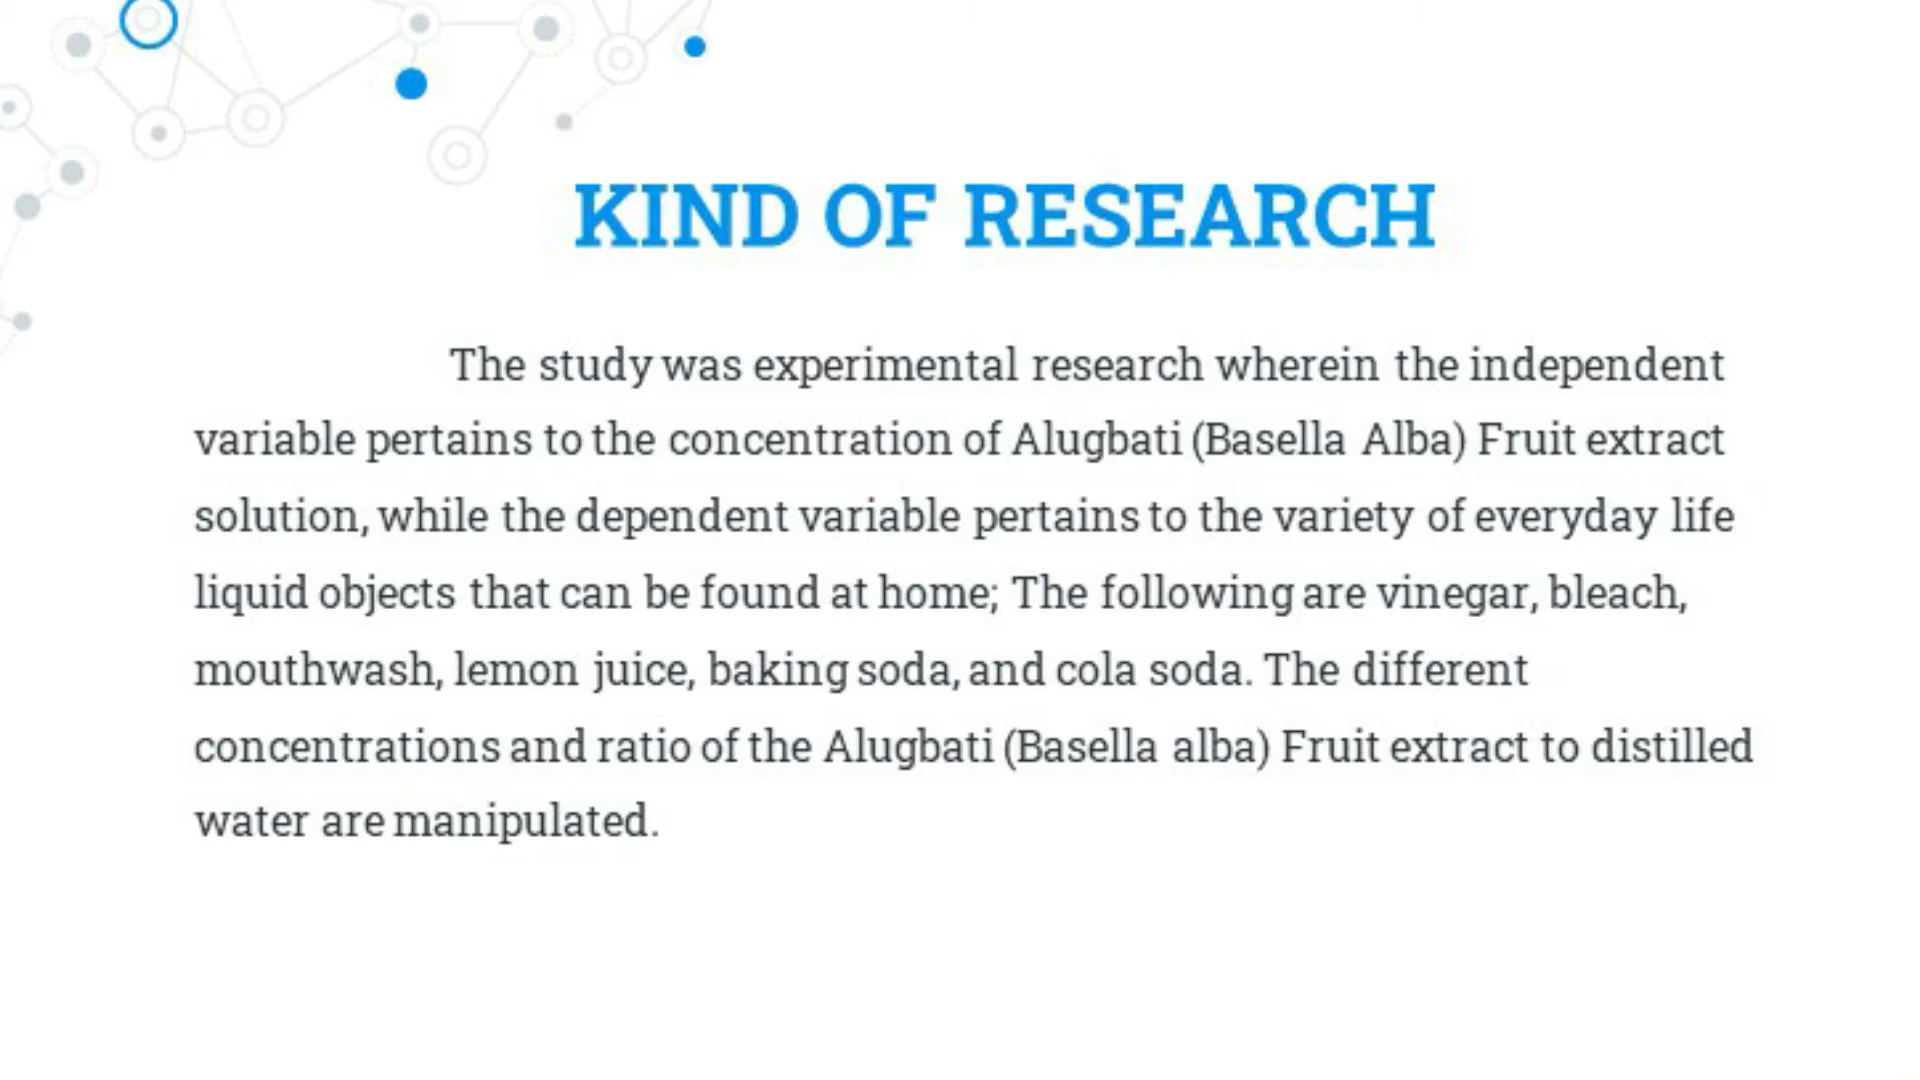 KIND OF RESEARCH
The study was experimental research wherein the independent
variable pertains to the concentration of Alugbati (Basella Alba) Fruit extract
solution, while the dependent variable pertains to the variety of everyday life
liquid objects that can be found at home; The following are vinegar, bleach,
mouthwash, lemon juice, baking soda, and cola soda. The different
concentrations and ratio of the Alugbati (Basella alba) Fruit extract to distilled
water are manipulated.